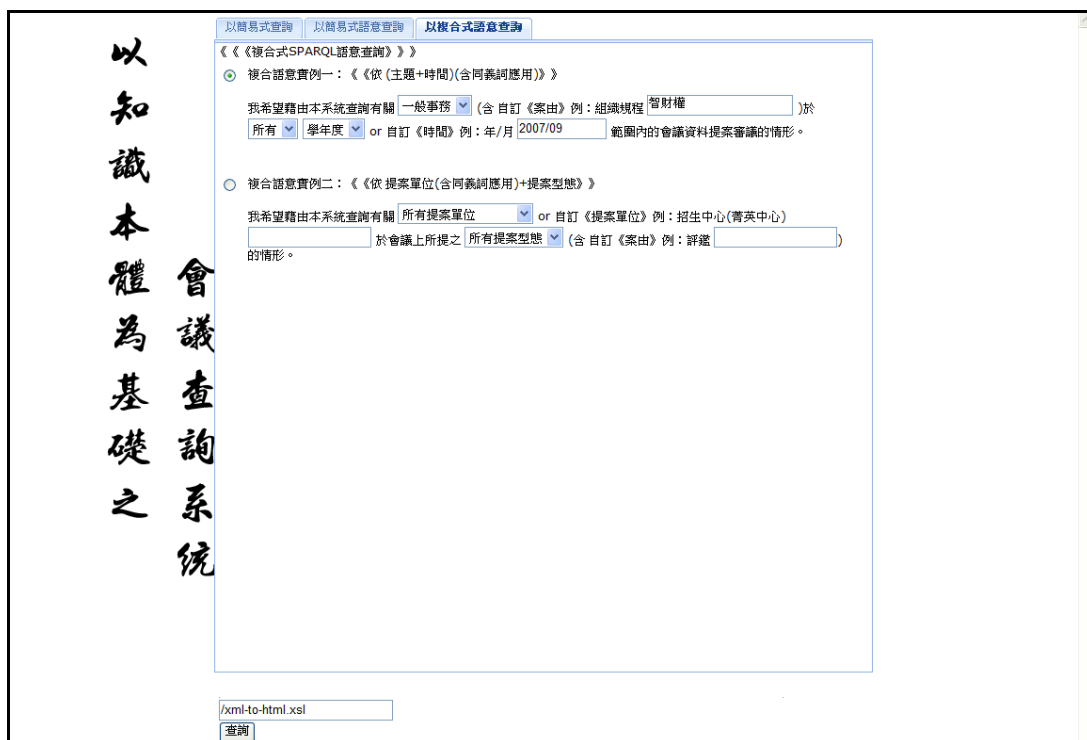 以知識本體為基礎之
會議查詢系統
以簡易式查詢 以簡易式語意查詢 以複合式語意查詢
《《《複合式SPARQL語意查詢》》》
複合語意實例一：《《依 (主題+時間)(含同義詞應用)》》
我希望藉由本系統查詢有關 一般事務 (含 自訂《案由》例：組織規程 智財權 )於
所有 學年度 or 自訂《時間》例：年/月 2007/09 範圍內的會議資料提案審議的情形。
複合語意實例二：《《依 提案單位(含同義詞應用)+提案型態》》
我希望藉由本系統查詢有關 所有提案單位 or 自訂《提案單位》例：招生中心(菁英中心)
於會議上所提之 所有提案型態 (含 自訂《案由》例：評鑑 )
的情形。
/xml-to-html.xsl
查詢